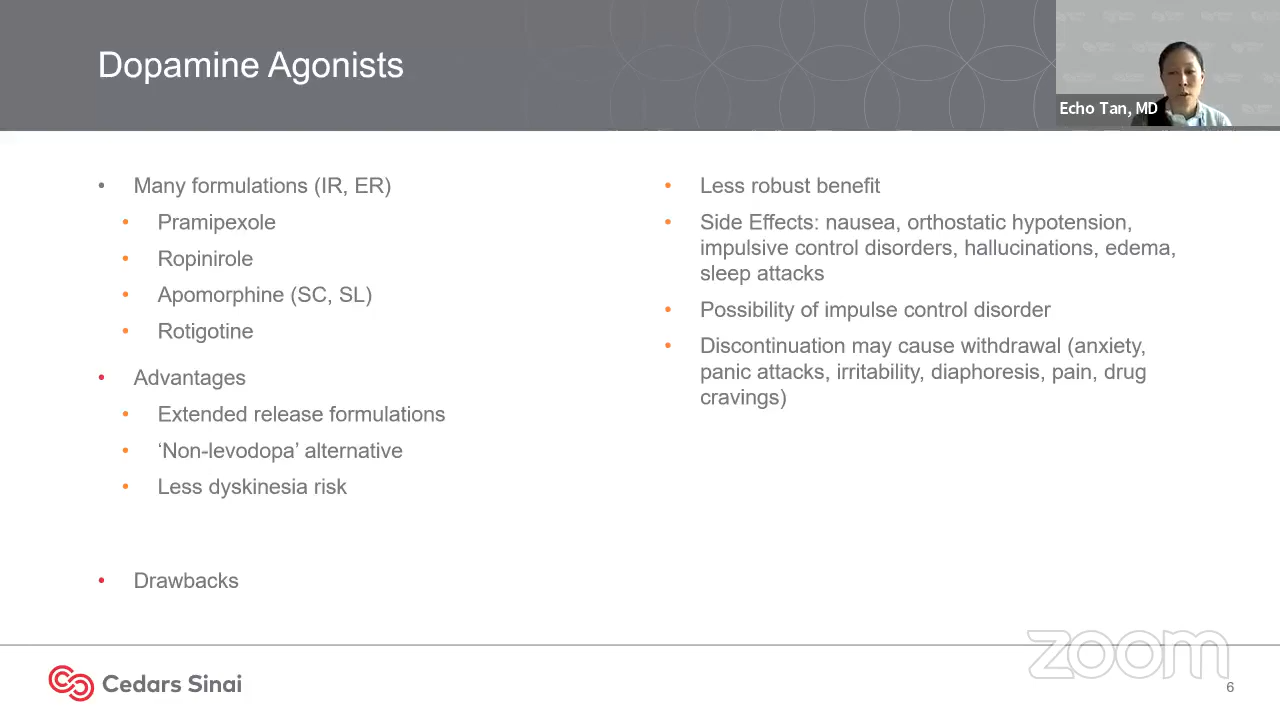 Dopamine Agonists
Echo Tan, MD
• Many formulations (IR, ER)
• Pramipexole
• Ropinirole
• Apomorphine (SC, SL)
• Rotigotine
• Advantages
• Extended release formulations
• ‘Non-levodopa’ alternative
• Less dyskinesia risk
• Drawbacks
• Less robust benefit
• Side Effects: nausea, orthostatic hypotension,
impulsive control disorders, hallucinations, edema,
sleep attacks
• Possibility of impulse control disorder
• Discontinuation may cause withdrawal (anxiety,
panic attacks, irritability, diaphoresis, pain, drug
cravings)
Cedars Sinai
zoom
6